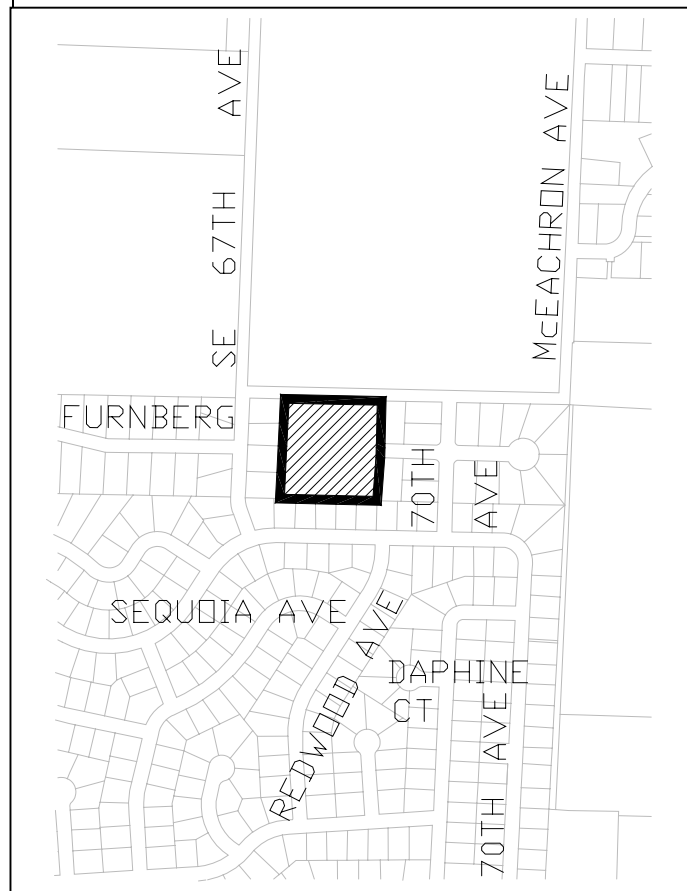 SE 67TH AVE
McEACHRON AVE
FURNBERG
70TH AVE
SEQUOIA AVE
REDWOOD AVE
DAPHINE
CT
70TH AVE